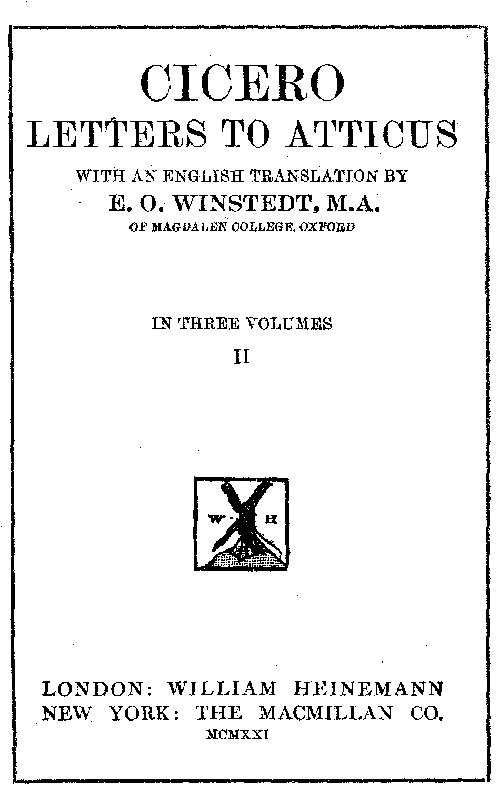 CICERO
LETTERS TO ATTICUS
WITH AN ENGLISH TRANSLATION BY
E. O. WINSTEDT, M.A.
OF MAGDALEN COLLEGE, OXFORD
IN THREE VOLUMES
II
W H
LONDON: WILLIAM HEINEMANN
NEW YORK: THE MACMILLAN CO.
MCMXXI